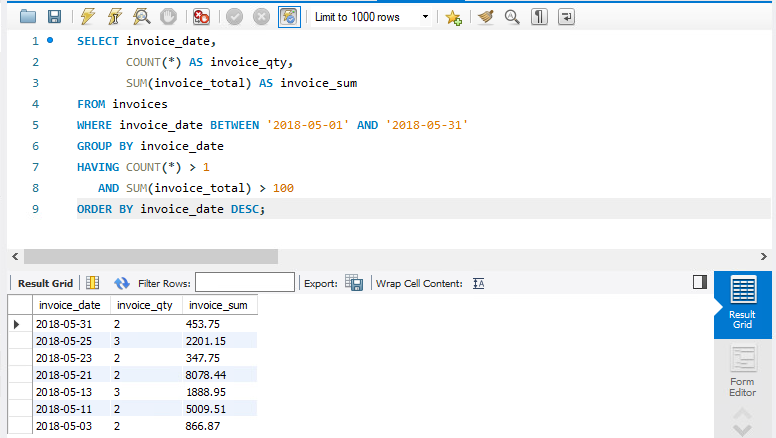 Limit to 1000 rows
1 SELECT invoice_date,
2 COUNT(*) AS invoice_qty,
3 SUM(invoice_total) AS invoice_sum
4 FROM invoices
5 WHERE invoice_date BETWEEN '2018-05-01' AND '2018-05-31'
6 GROUP BY invoice_date
7 HAVING COUNT(*) > 1
8 AND SUM(invoice_total) > 100
9 ORDER BY invoice_date DESC;
Result Grid Filter Rows: Export: Wrap Cell Content: IA
invoice_date invoice_qty invoice_sum
2018-05-31 2 453.75
2018-05-25 3 2201.15
2018-05-23 2 347.75
2018-05-21 2 8078.44
2018-05-13 3 1888.95
2018-05-11 2 5009.51
2018-05-03 2 866.87
Result
Grid
Form
Editor